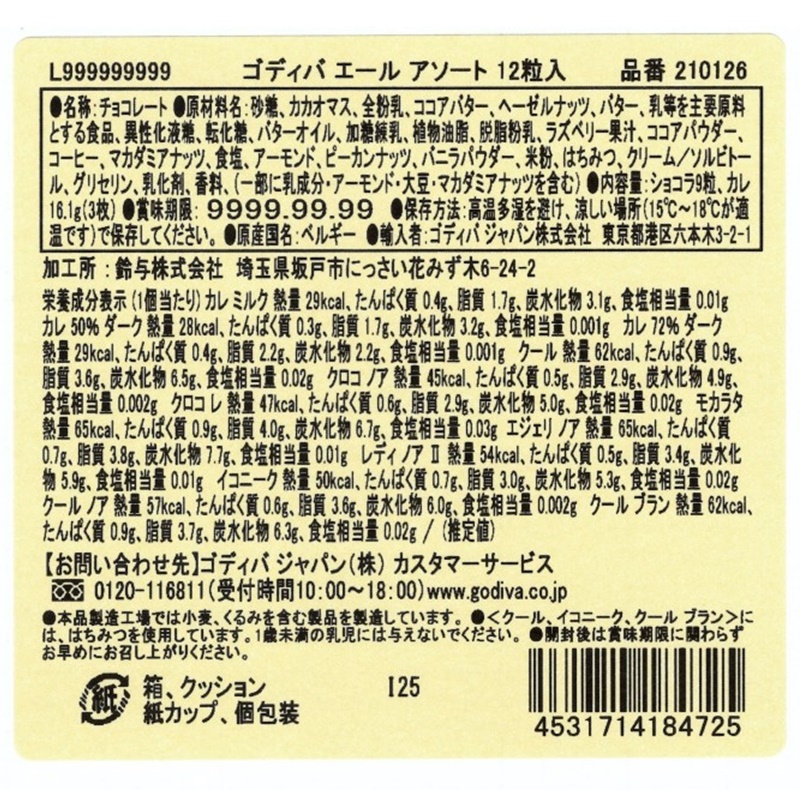 L999999999 ゴディバ エール アソート 12粒入 品番 210126
●名称:チョコレート ●原材料名:砂糖、カカオマス、全粉乳、ココアバター、ヘーゼルナッツ、バター、乳等を主要原料
とする食品、異性化液糖、転化糖、バターオイル、加糖練乳、植物油脂、脱脂粉乳、ラズベリー果汁、ココアパウダー、
コーヒー、マカダミアナッツ、食塩、アーモンド、ピーカンナッツ、バニラパウダー、米粉、はちみつ、クリーム／ソルビトー
ル、グリセリン、乳化剤、香料、(一部に乳成分・アーモンド・大豆・マカダミアナッツを含む) ●内容量:ショコラ9粒、カレ
16.1g(3枚) ●賞味期限: 9999.99.99 ●保存方法:高温多湿を避け、涼しい場所(15℃〜18℃が適
温です)で保存してください。 ●原産国名:ベルギー ●輸入者:ゴディバ ジャパン株式会社 東京都港区六本木3-2-1
加工所：鈴与株式会社 埼玉県坂戸市にっさい花みず木6-24-2
栄養成分表示 (1個当たり) カレ ミルク 熱量 29kcal、たんぱく質 0.4g、脂質 1.7g、炭水化物 3.1g、食塩相当量 0.01g
カレ 50% ダーク 熱量 28kcal、たんぱく質 0.3g、脂質 1.7g、炭水化物 3.2g、食塩相当量 0.001g カレ 72% ダーク
熱量 29kcal、たんぱく質 0.4g、脂質 2.2g、炭水化物 2.2g、食塩相当量 0.001g クール 熱量 62kcal、たんぱく質 0.9g、
脂質 3.6g、炭水化物 6.5g、食塩相当量 0.02g クロコ ノア 熱量 45kcal、たんぱく質 0.5g、脂質 2.9g、炭水化物 4.9g、
食塩相当量 0.002g クロコ レ 熱量 47kcal、たんぱく質 0.6g、脂質 2.9g、炭水化物 5.0g、食塩相当量 0.02g モカラタ
熱量 65kcal、たんぱく質 0.9g、脂質 4.0g、炭水化物 6.7g、食塩相当量 0.03g エジェリ ノア 熱量 65kcal、たんぱく質
0.7g、脂質 3.8g、炭水化物 7.7g、食塩相当量 0.01g レディ ノア Ⅱ 熱量 54kcal、たんぱく質 0.5g、脂質 3.4g、炭水化
物 5.9g、食塩相当量 0.01g イコニーク 熱量 50kcal、たんぱく質 0.7g、脂質 3.0g、炭水化物 5.3g、食塩相当量 0.02g
クール ノア 熱量 57kcal、たんぱく質 0.6g、脂質 3.6g、炭水化物 6.0g、食塩相当量 0.002g クール ブラン 熱量 62kcal、
たんぱく質 0.9g、脂質 3.7g、炭水化物 6.3g、食塩相当量 0.02g / (推定値)
【お問い合わせ先】ゴディバ ジャパン(株) カスタマーサービス
0120-116811(受付時間10:00〜18:00)www.godiva.co.jp
●本品製造工場では小麦、くるみを含む製品を製造しています。 ●<クール、イコニーク、クール ブラン>に
は、はちみつを使用しています。1歳未満の乳児には与えないでください。 ●開封後は賞味期限に関わらず
お早めにお召し上がりください。
紙 箱、クッション I25
紙カップ、個包装
4531714184725